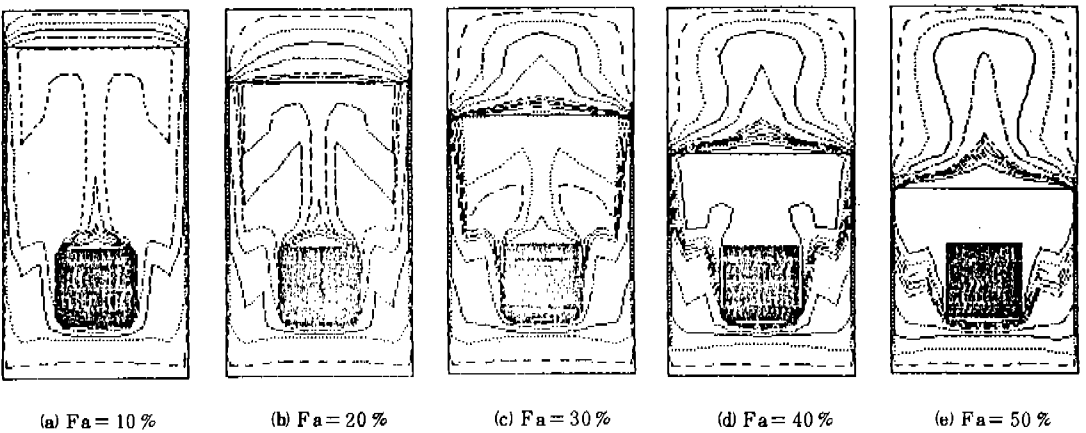 (a) Fa = 10 %
(b) Fa = 20 %
(c) Fa = 30 %
(d) Fa = 40 %
(e) Fa = 50 %